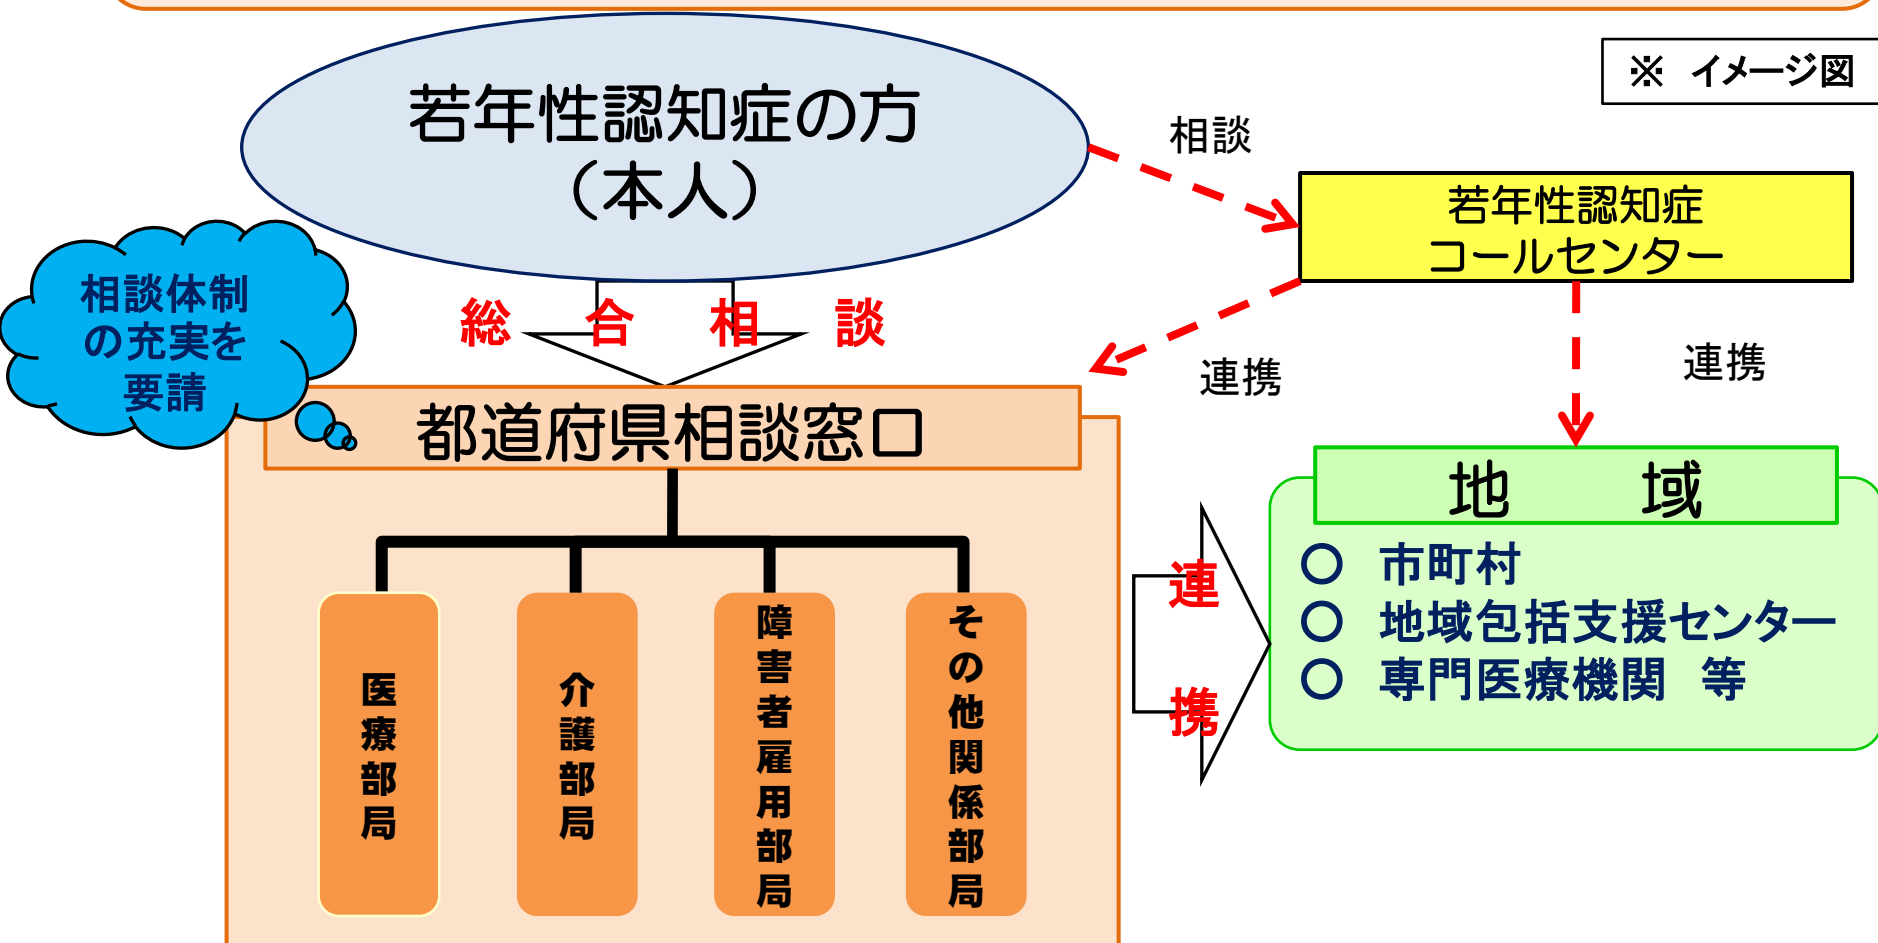 ※ イメージ図
若年性認知症の方
（本人）
相談
若年性認知症
コールセンター
相談体制
の充実を
要請
総合相談
連携
連携
都道府県相談窓口
地域
連携
○ 市町村
○ 地域包括支援センター
○ 専門医療機関 等
医療部局
介護部局
障害者雇用部局
その他関係部局